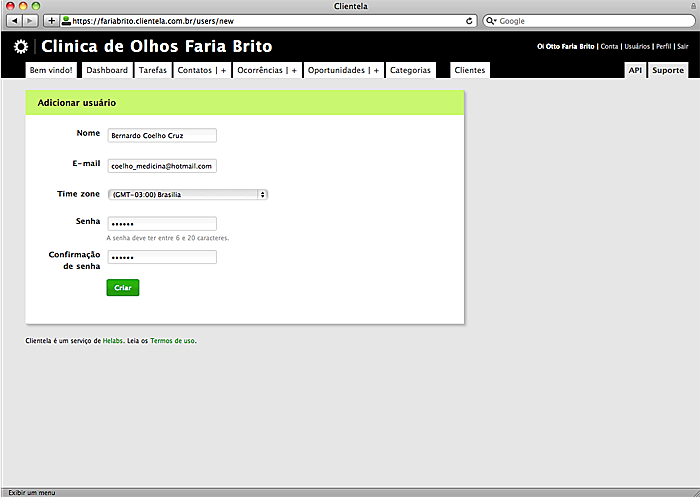 Clientela
https://fariabrito.clientela.com.br/users/new
Google
Clinica de Olhos Faria Brito
Oi Otto Faria Brito | Conta | Usuários | Perfil | Sair
Bem vindo! Dashboard Tarefas Contatos | + Ocorrências | + Oportunidades | + Categorias Clientes API Suporte
Adicionar usuário
Nome Bernardo Coelho Cruz
E-mail coelho_medicina@hotmail.com
Time zone (GMT-03:00) Brasilia
Senha ••••••
A senha deve ter entre 6 e 20 caracteres.
Confirmação
de senha ••••••
Criar
Clientela é um serviço de Helabs. Leia os Termos de uso.
Exibir um menu